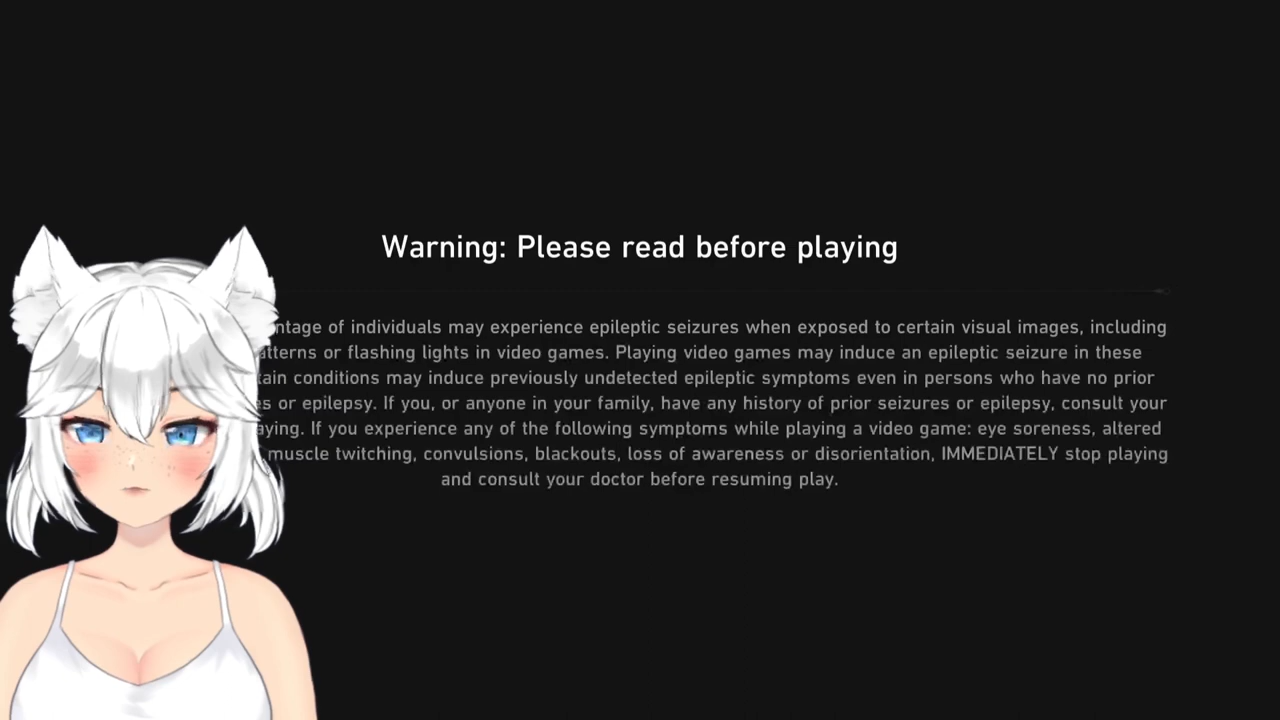 Warning: Please read before playing
of individuals may experience epileptic seizures when exposed to certain visual images, including
or flashing lights in video games. Playing video games may induce an epileptic seizure in these
conditions may induce previously undetected epileptic symptoms even in persons who have no prior
or epilepsy. If you, or anyone in your family, have any history of prior seizures or epilepsy, consult your
If you experience any of the following symptoms while playing a video game: eye soreness, altered
muscle twitching, convulsions, blackouts, loss of awareness or disorientation, IMMEDIATELY stop playing
and consult your doctor before resuming play.